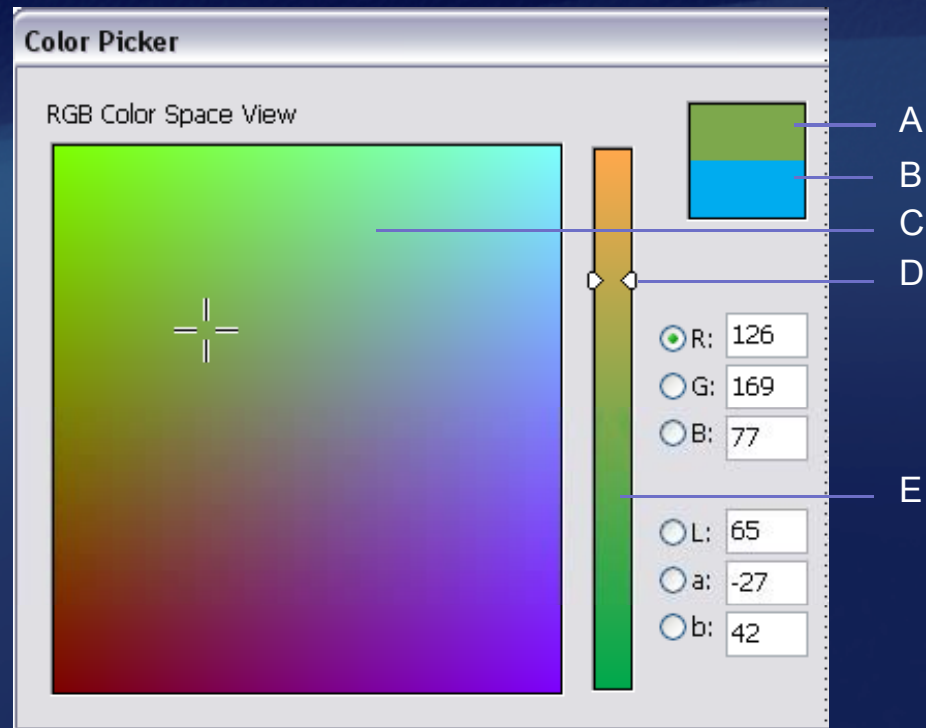 Color Picker
RGB Color Space View
A
B
C
D
R: 126
G: 169
B: 77
E
L: 65
a: -27
b: 42